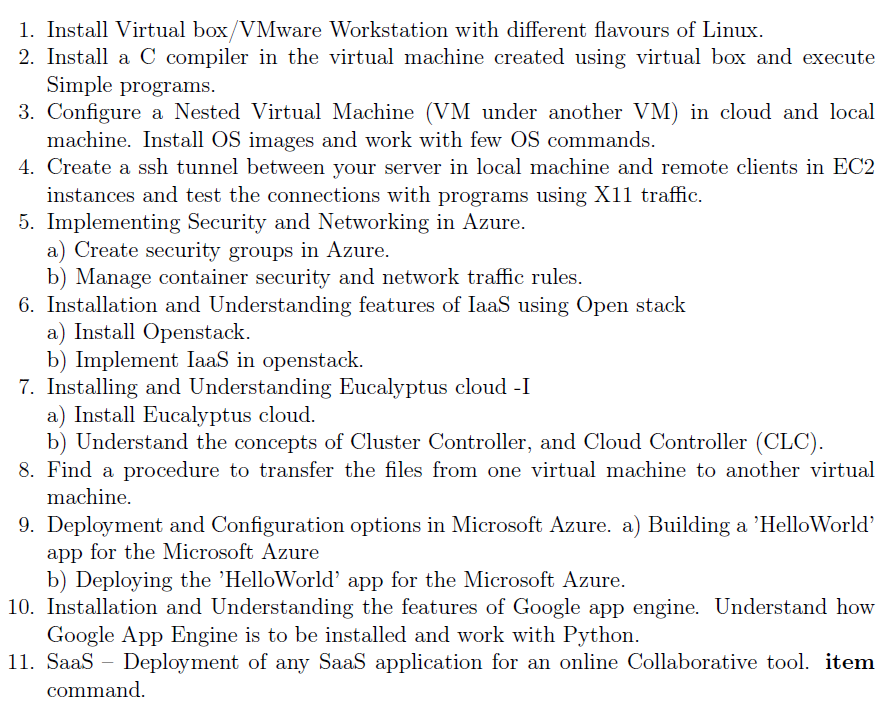 1. Install Virtual box/VMware Workstation with different flavours of Linux.
2. Install a C compiler in the virtual machine created using virtual box and execute
Simple programs.
3. Configure a Nested Virtual Machine (VM under another VM) in cloud and local
machine. Install OS images and work with few OS commands.
4. Create a ssh tunnel between your server in local machine and remote clients in EC2
instances and test the connections with programs using X11 traffic.
5. Implementing Security and Networking in Azure.
a) Create security groups in Azure.
b) Manage container security and network traffic rules.
6. Installation and Understanding features of IaaS using Open stack
a) Install Openstack.
b) Implement IaaS in openstack.
7. Installing and Understanding Eucalyptus cloud -I
a) Install Eucalyptus cloud.
b) Understand the concepts of Cluster Controller, and Cloud Controller (CLC).
8. Find a procedure to transfer the files from one virtual machine to another virtual
machine.
9. Deployment and Configuration options in Microsoft Azure. a) Building a ’HelloWorld’
app for the Microsoft Azure
b) Deploying the ’HelloWorld’ app for the Microsoft Azure.
10. Installation and Understanding the features of Google app engine. Understand how
Google App Engine is to be installed and work with Python.
11. SaaS – Deployment of any SaaS application for an online Collaborative tool. item
command.